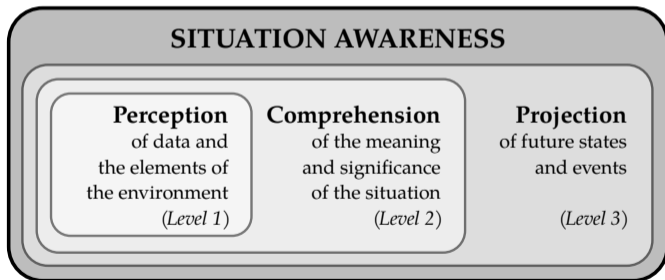 SITUATION AWARENESS
Perception
of data and
the elements of
the environment
(Level 1)
Comprehension
of the meaning
and significance
of the situation
(Level 2)
Projection
of future states
and events
(Level 3)